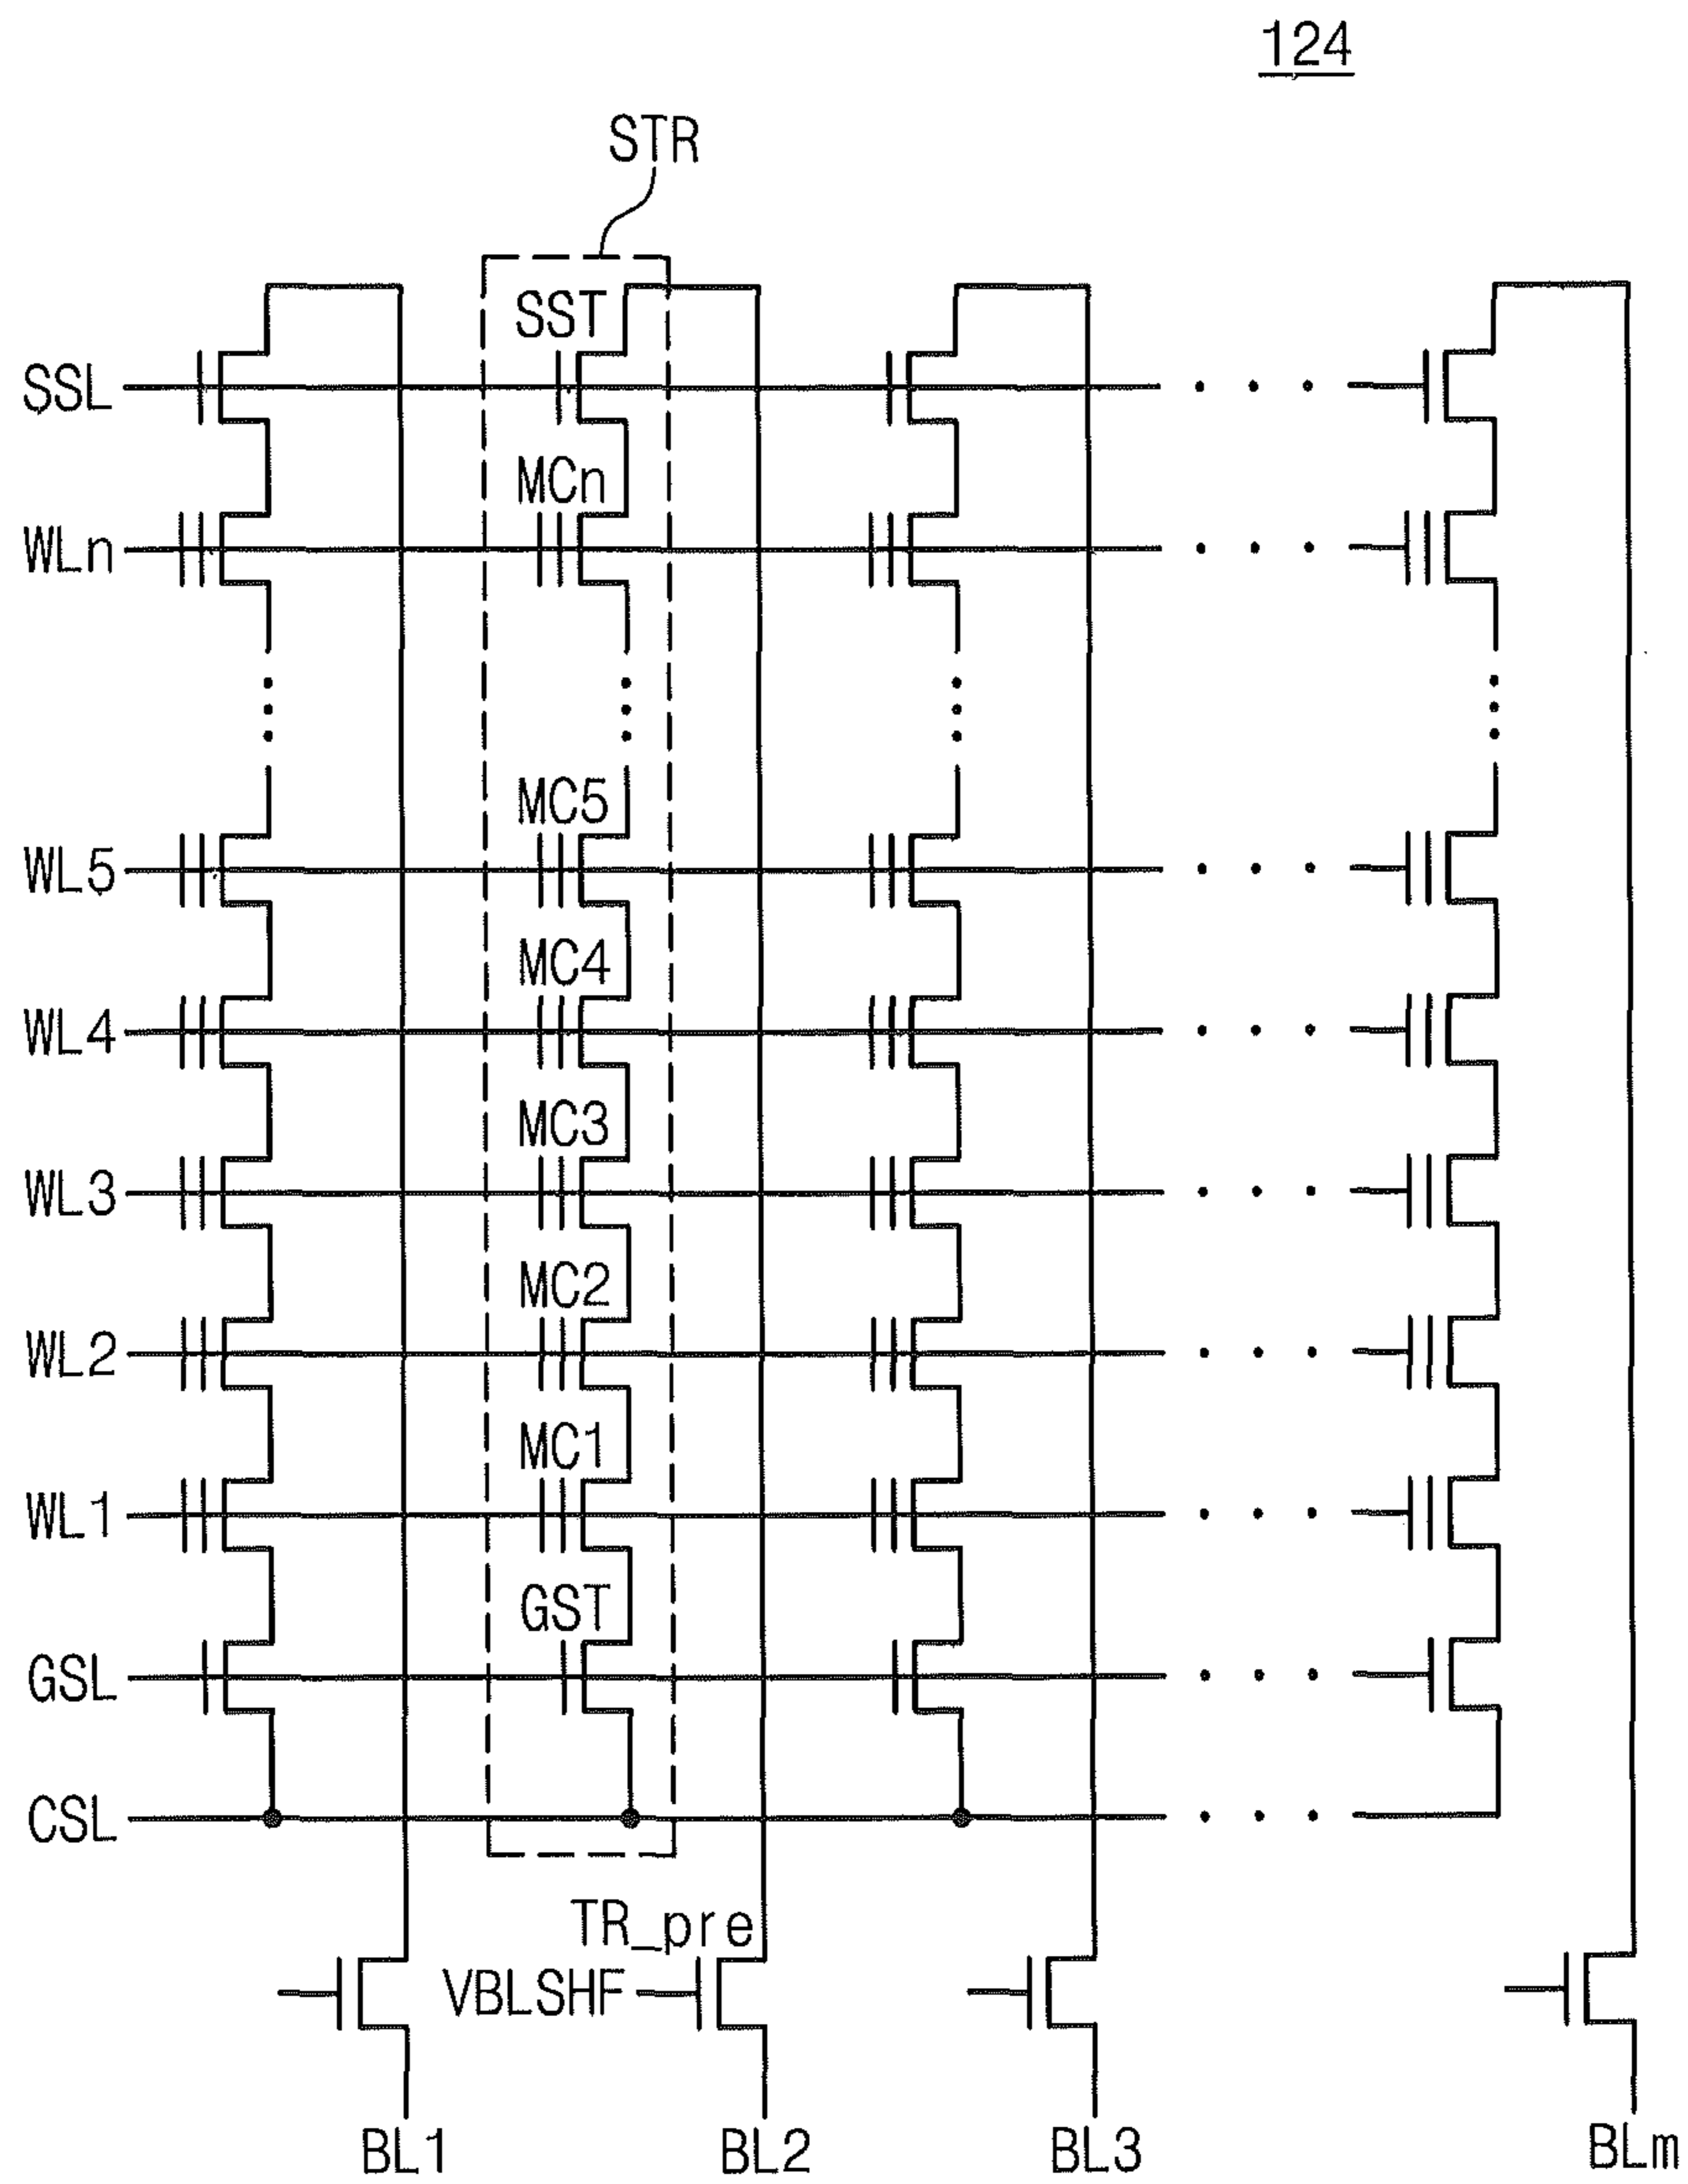 124
STR
SST
SSL
MCn
WLn
MC5
WL5
MC4
WL4
MC3
WL3
MC2
WL2
MC1
WL1
GST
GSL
CSL
TR_pre
VBLSHF
BL1 BL2 BL3 BLm